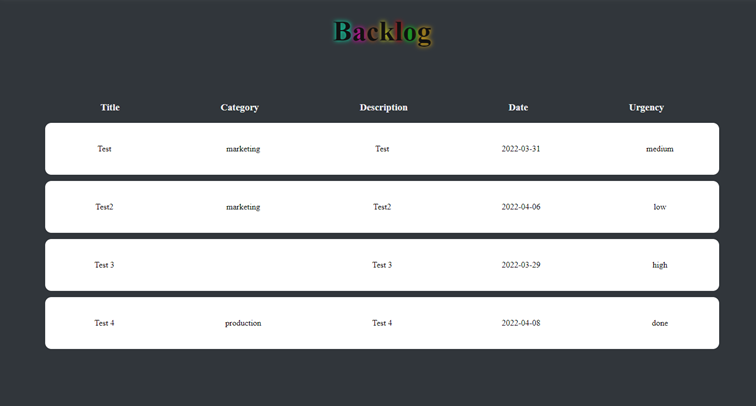 Backlog
Title Category Description Date Urgency
Test marketing Test 2022-03-31 medium
Test2 marketing Test2 2022-04-06 low
Test 3 Test 3 2022-03-29 high
Test 4 production Test 4 2022-04-08 done